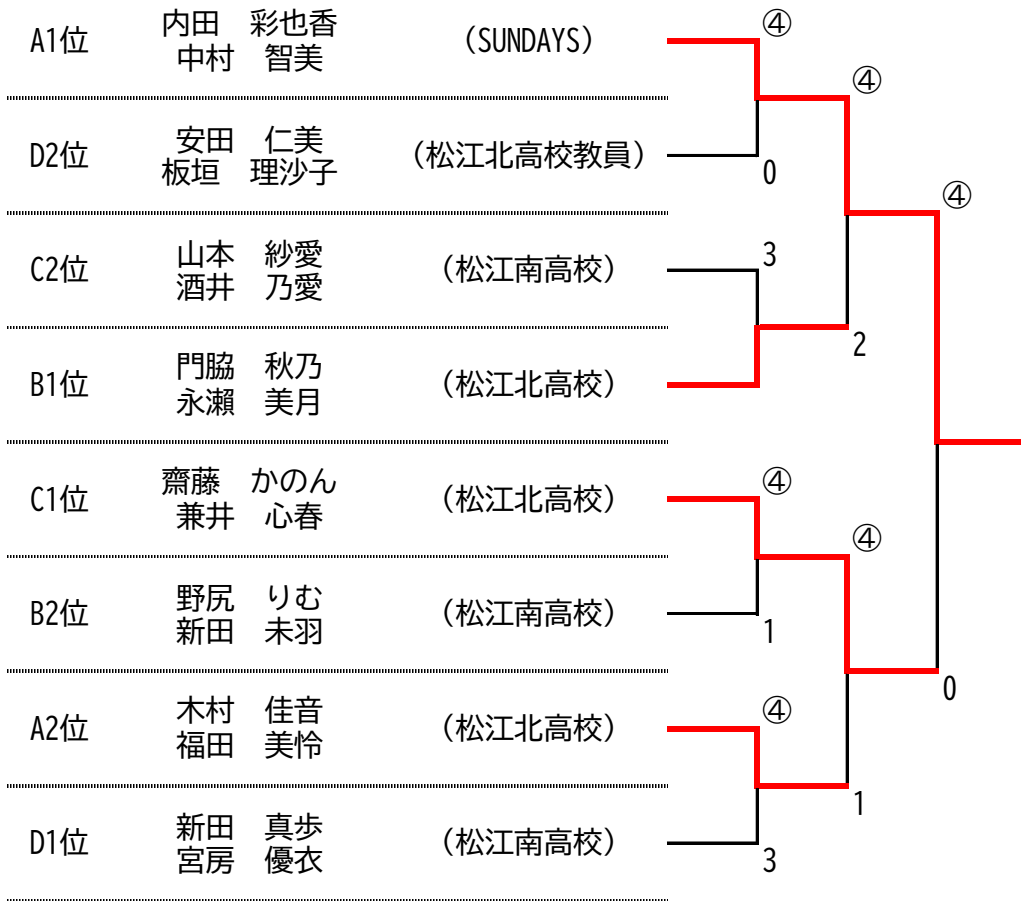 A1位 内田 彩也香 (SUNDAYS) ④
中村 智美
④
D2位 安田 仁美 (松江北高校教員) 0
板垣 理沙子
④
C2位 山本 紗愛 (松江南高校) 3
酒井 乃愛
2
B1位 門脇 秋乃 (松江北高校)
永瀨 美月
C1位 齋藤 かのん (松江北高校) ④
兼井 心春
④
B2位 野尻 りむ (松江南高校) 1
新田 未羽
0
A2位 木村 佳音 (松江北高校) ④
福田 美怜
1
D1位 新田 真歩 (松江南高校) 3
宮房 優衣